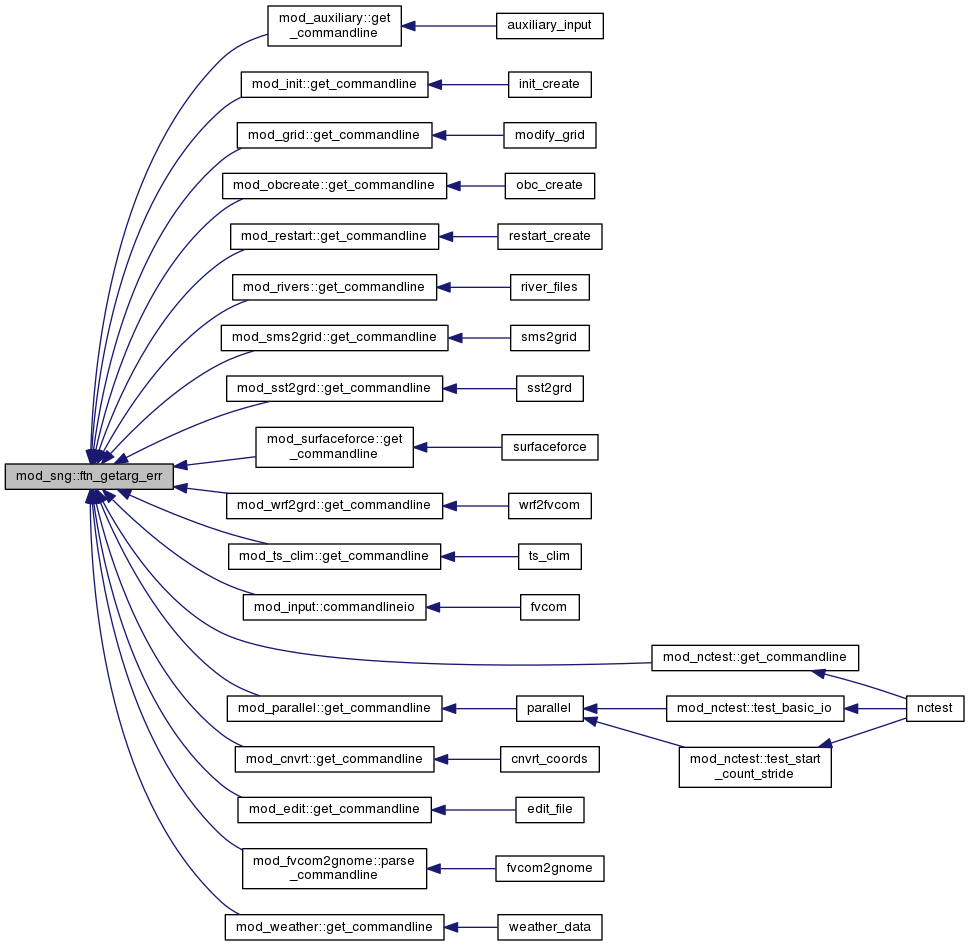 mod_auxiliary::get
_commandline
auxiliary_input
mod_init::get_commandline
init_create
mod_grid::get_commandline
modify_grid
mod_obcreate::get_commandline
obc_create
mod_restart::get_commandline
restart_create
mod_rivers::get_commandline
river_files
mod_sms2grid::get_commandline
sms2grid
mod_sst2grd::get_commandline
sst2grd
mod_surfaceforce::get
_commandline
surfaceforce
mod_sng::ftn_getarg_err
mod_wrf2grd::get_commandline
wrf2fvcom
mod_ts_clim::get_commandline
ts_clim
mod_input::commandlineio
fvcom
mod_nctest::get_commandline
mod_parallel::get_commandline
parallel
mod_nctest::test_basic_io
nctest
mod_cnvrt::get_commandline
cnvrt_coords
mod_nctest::test_start
_count_stride
mod_edit::get_commandline
edit_file
mod_fvcom2gnome::parse
_commandline
fvcom2gnome
mod_weather::get_commandline
weather_data